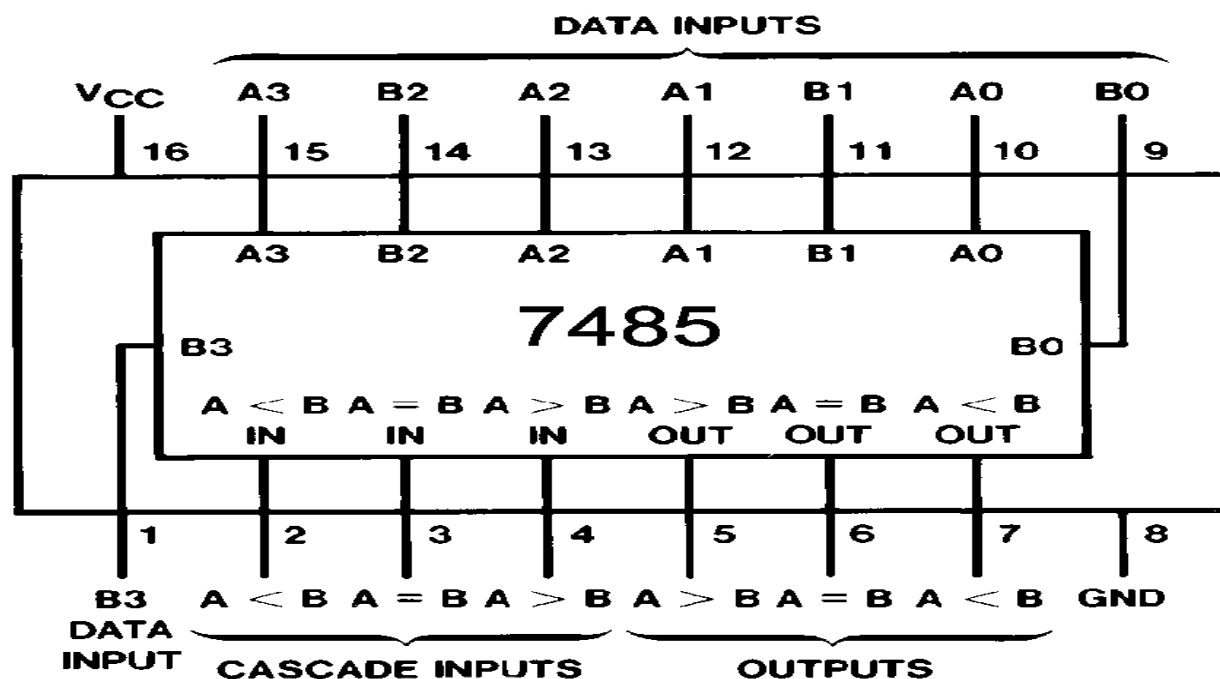 DATA INPUTS
VCC A3 B2 A2 A1 B1 A0 B0
16 15 14 13 12 11 10 9
A3 B2 A2 A1 B1 A0
7485
B3 B0
A < B A = B A > B A > B A = B A < B
IN IN IN OUT OUT OUT
1 2 3 4 5 6 7 8
B3 A < B A = B A > B A > B A = B A < B GND
DATA
INPUT
CASCADE INPUTS OUTPUTS